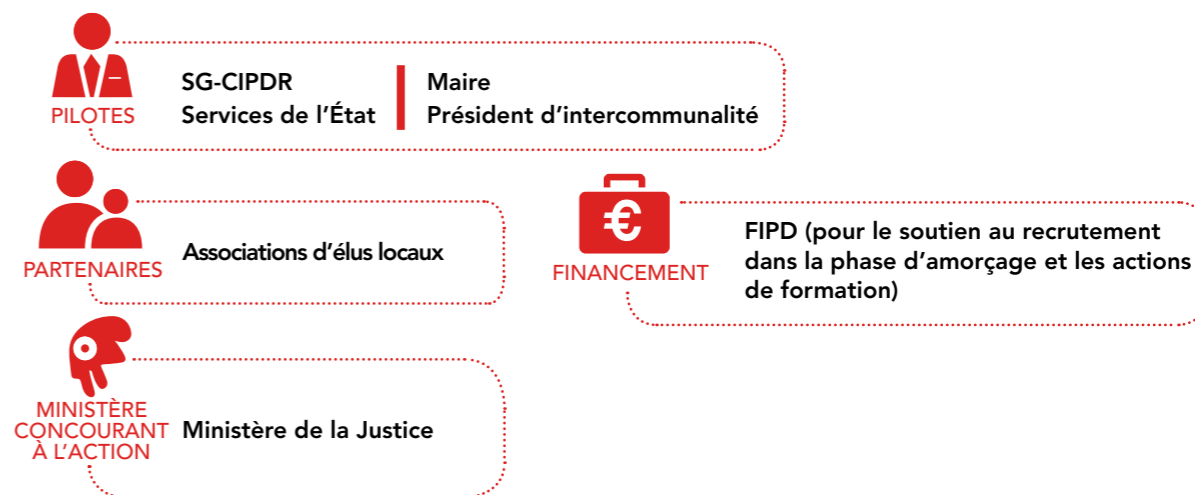 PILOTES
SG-CIPDR
Services de l'État
Maire
Président d'intercommunalité
PARTENAIRES
Associations d'élus locaux
€
FINANCEMENT
FIPD (pour le soutien au recrutement
dans la phase d'amorçage et les actions
de formation)
MINISTÈRE
CONCOURANT
À L'ACTION
Ministère de la Justice